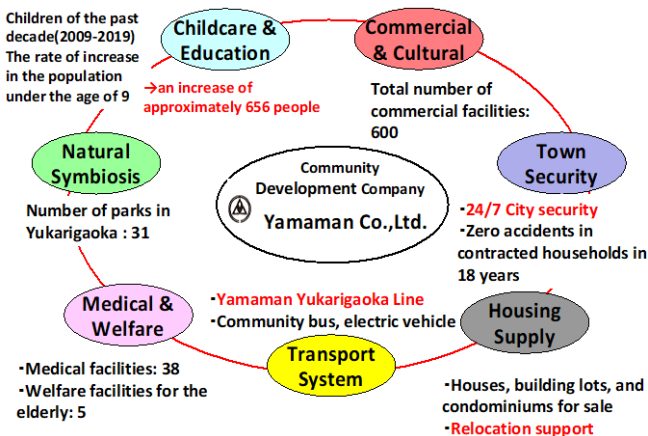 Children of the past
decade(2009-2019)
The rate of increase
in the population
under the age of 9
Childcare &
Education
→an increase of
approximately 656 people
Commercial
& Cultural
Total number of
commercial facilities:
600
Natural
Symbiosis
Number of parks in
Yukarigaoka : 31
Community
Development Company
Yamaman Co.,Ltd.
Town
Security
・24/7 City security
・Zero accidents in
contracted households in
18 years
Medical &
Welfare
・Medical facilities: 38
・Welfare facilities for the
elderly: 5
・Yamaman Yukarigaoka Line
・Community bus, electric vehicle
Transport
System
Housing
Supply
・Houses, building lots, and
condominiums for sale
・Relocation support